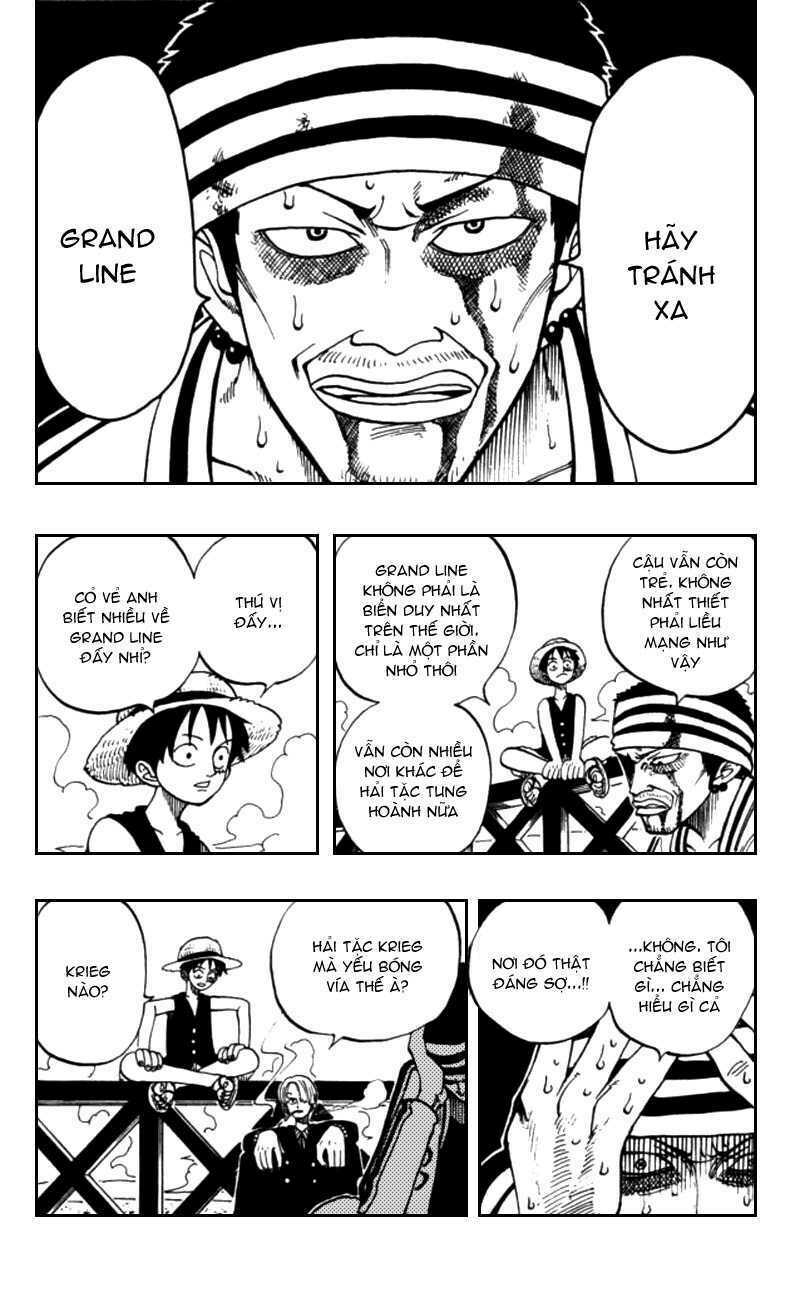 HÃY
TRÁNH
XA
GRAND
LINE
CẬU VẪN CÒN
TRẺ. KHÔNG
NHẤT THIẾT
PHẢI LIỀU
MẠNG NHƯ
VẬY
GRAND LINE
KHÔNG PHẢI LÀ
BIỂN DUY NHẤT
TRÊN THẾ GIỚI.
CHỈ LÀ MỘT PHẦN
NHỎ THÔI
VẪN CÒN NHIỀU
NƠI KHÁC ĐỂ
HẢI TẶC TUNG
HOÀNH NỮA
THÚ VỊ
ĐẤY...
CÓ VẺ ANH
BIẾT NHIỀU VỀ
GRAND LINE
ĐẤY NHỈ?
...KHÔNG. TÔI
CHẲNG BIẾT
GÌ... CHẲNG
HIỂU GÌ CẢ
NƠI ĐÓ THẬT
ĐÁNG SỢ...!!
HẢI TẶC KRIEG
MÀ YẾU BÓNG
VÍA THẾ À?
KRIEG
NÀO?